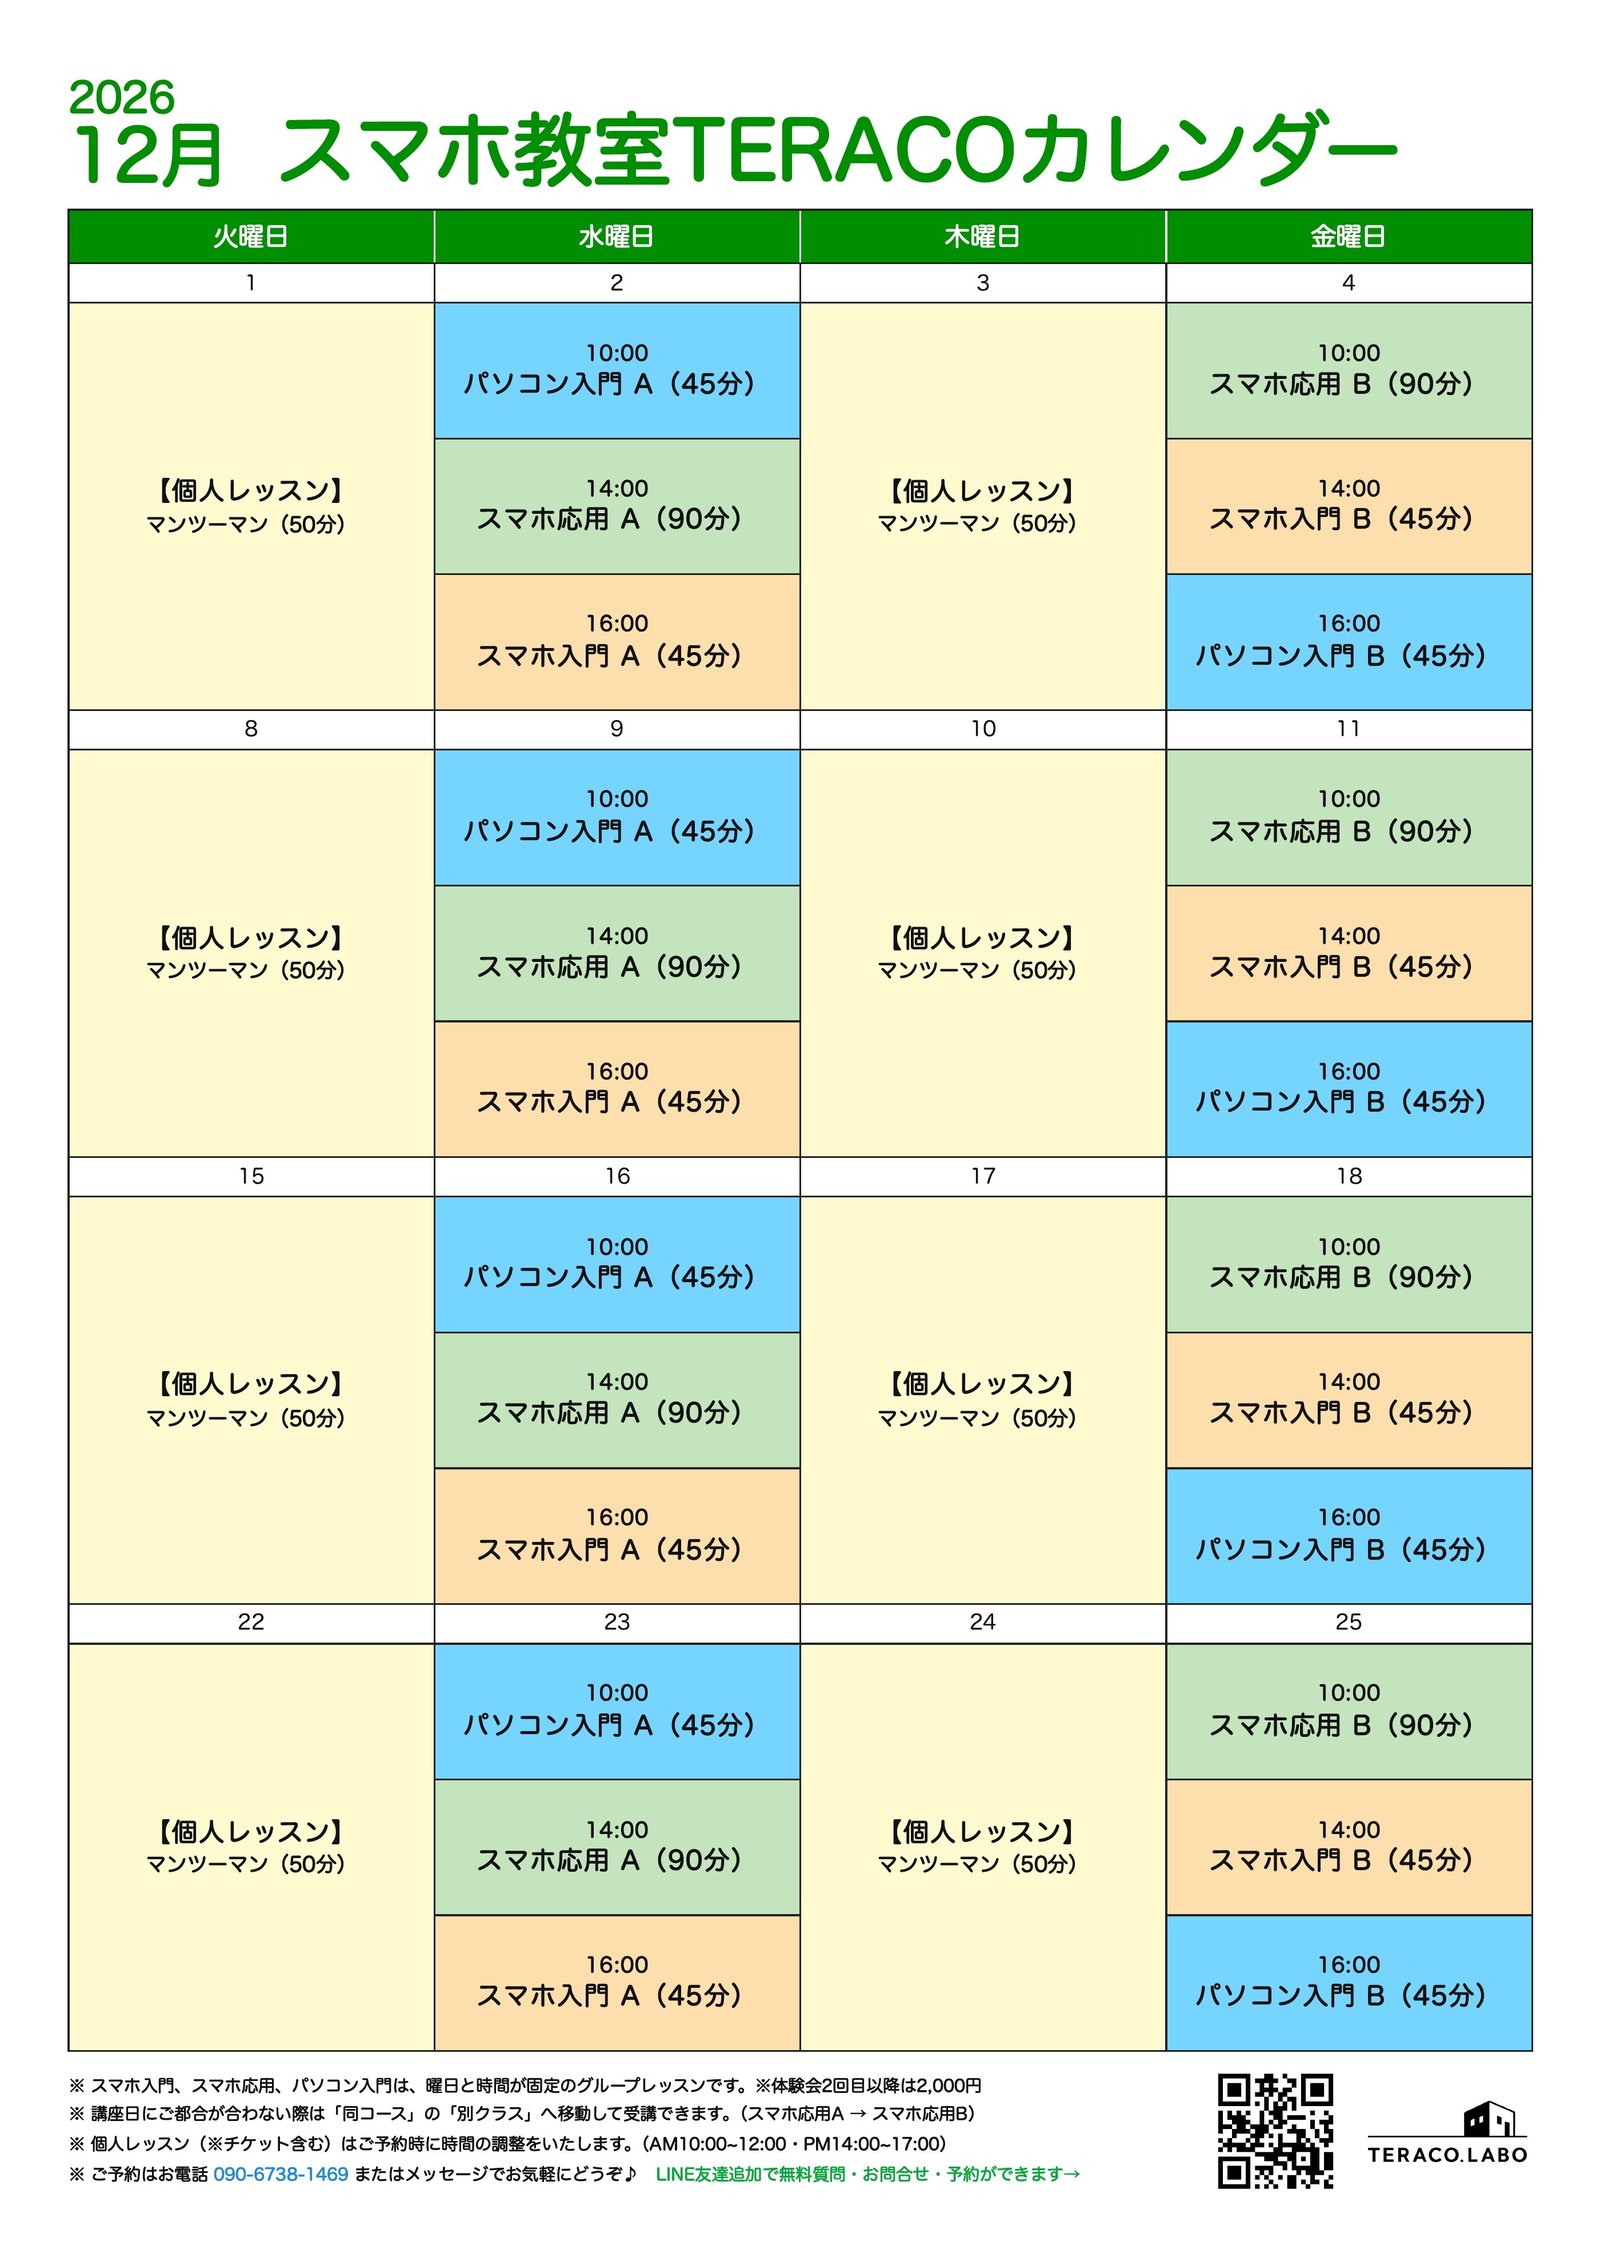 2026
12月 スマホ教室TERACOカレンダー
火曜日 水曜日 木曜日 金曜日
1 2 3 4
【個人レッスン】
マンツーマン（50分）
10:00
パソコン入門 A（45分）
14:00
スマホ応用 A（90分）
16:00
スマホ入門 A（45分）
【個人レッスン】
マンツーマン（50分）
10:00
スマホ応用 B（90分）
14:00
スマホ入門 B（45分）
16:00
パソコン入門 B（45分）
8 9 10 11
【個人レッスン】
マンツーマン（50分）
10:00
パソコン入門 A（45分）
14:00
スマホ応用 A（90分）
16:00
スマホ入門 A（45分）
【個人レッスン】
マンツーマン（50分）
10:00
スマホ応用 B（90分）
14:00
スマホ入門 B（45分）
16:00
パソコン入門 B（45分）
15 16 17 18
【個人レッスン】
マンツーマン（50分）
10:00
パソコン入門 A（45分）
14:00
スマホ応用 A（90分）
16:00
スマホ入門 A（45分）
【個人レッスン】
マンツーマン（50分）
10:00
スマホ応用 B（90分）
14:00
スマホ入門 B（45分）
16:00
パソコン入門 B（45分）
22 23 24 25
【個人レッスン】
マンツーマン（50分）
10:00
パソコン入門 A（45分）
14:00
スマホ応用 A（90分）
16:00
スマホ入門 A（45分）
【個人レッスン】
マンツーマン（50分）
10:00
スマホ応用 B（90分）
14:00
スマホ入門 B（45分）
16:00
パソコン入門 B（45分）
※ スマホ入門、スマホ応用、パソコン入門は、曜日と時間が固定のグループレッスンです。※体験会2回目以降は2,000円
※ 講座日にご都合が合わない際は「同コース」の「別クラス」へ移動して受講できます。（スマホ応用A → スマホ応用B）
※ 個人レッスン（※チケット含む）はご予約時に時間の調整をいたします。（AM10:00~12:00・PM14:00~17:00）
※ ご予約はお電話 090-6738-1469 またはメッセージでお気軽にどうぞ♪ LINE友達追加で無料質問・お問合せ・予約ができます→
TERACO.LABO